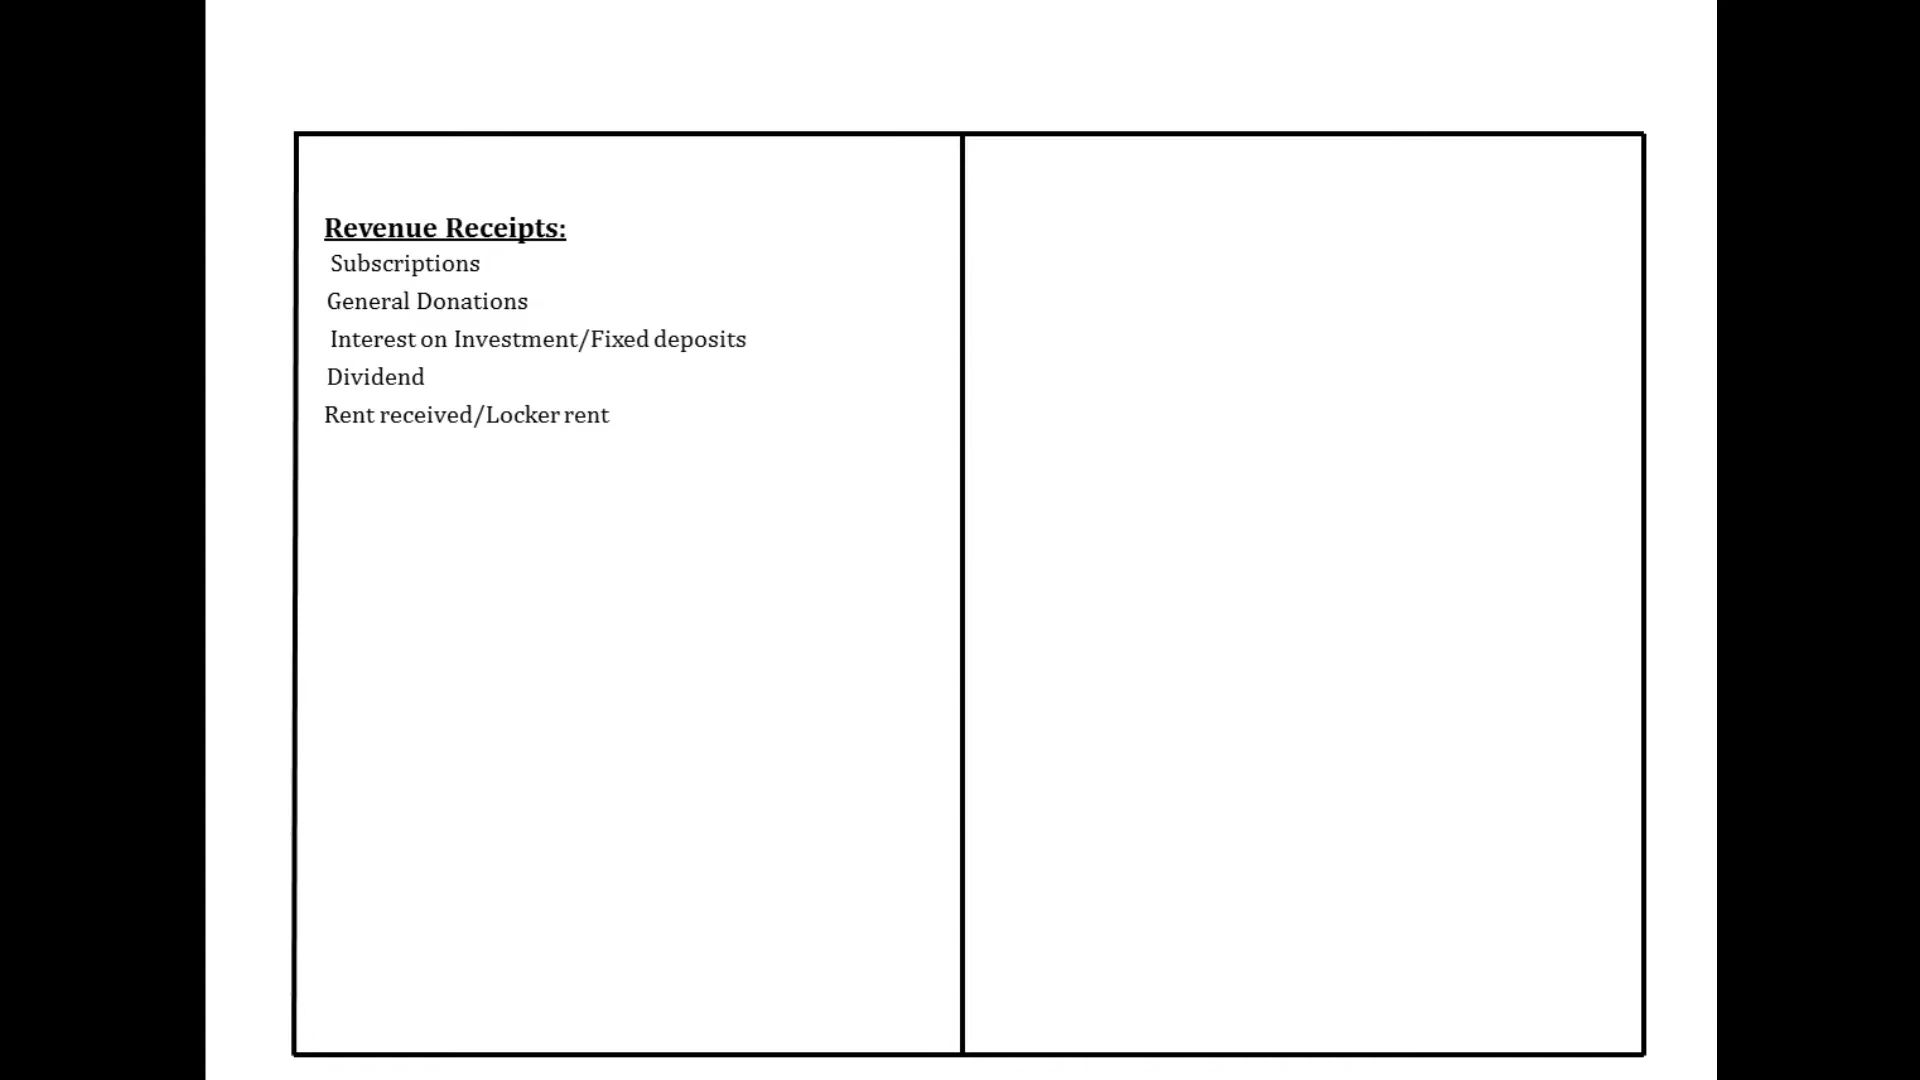 Revenue Receipts:
Subscriptions
General Donations
Interest on Investment/Fixed deposits
Dividend
Rent received/Locker rent